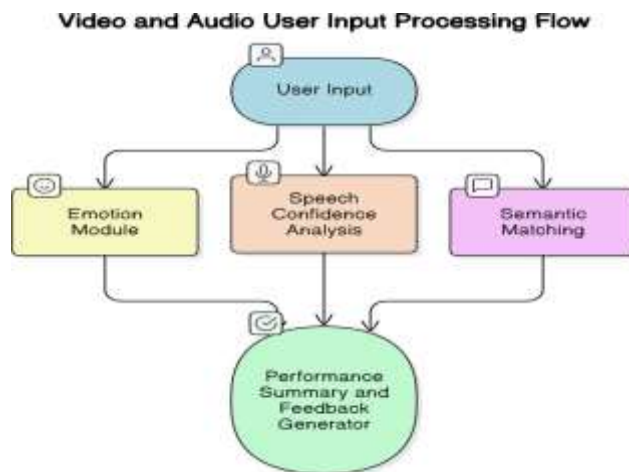 Video and Audio User Input Processing Flow
User Input
Emotion
Module
Speech
Confidence
Analysis
Semantic
Matching
Performance
Summary and
Feedback
Generator